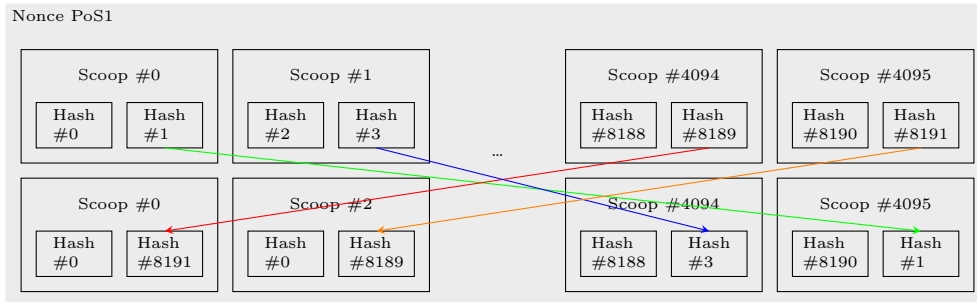 Nonce PoS1
Scoop #0 Scoop #1 Scoop #4094 Scoop #4095
Hash Hash Hash Hash Hash Hash Hash Hash
#0 #1 #2 #3 #8188 #8189 #8190 #8191
...
Scoop #0 Scoop #2 Scoop #4094 Scoop #4095
Hash Hash Hash Hash Hash Hash Hash Hash
#0 #8191 #0 #8189 #8188 #3 #8190 #1